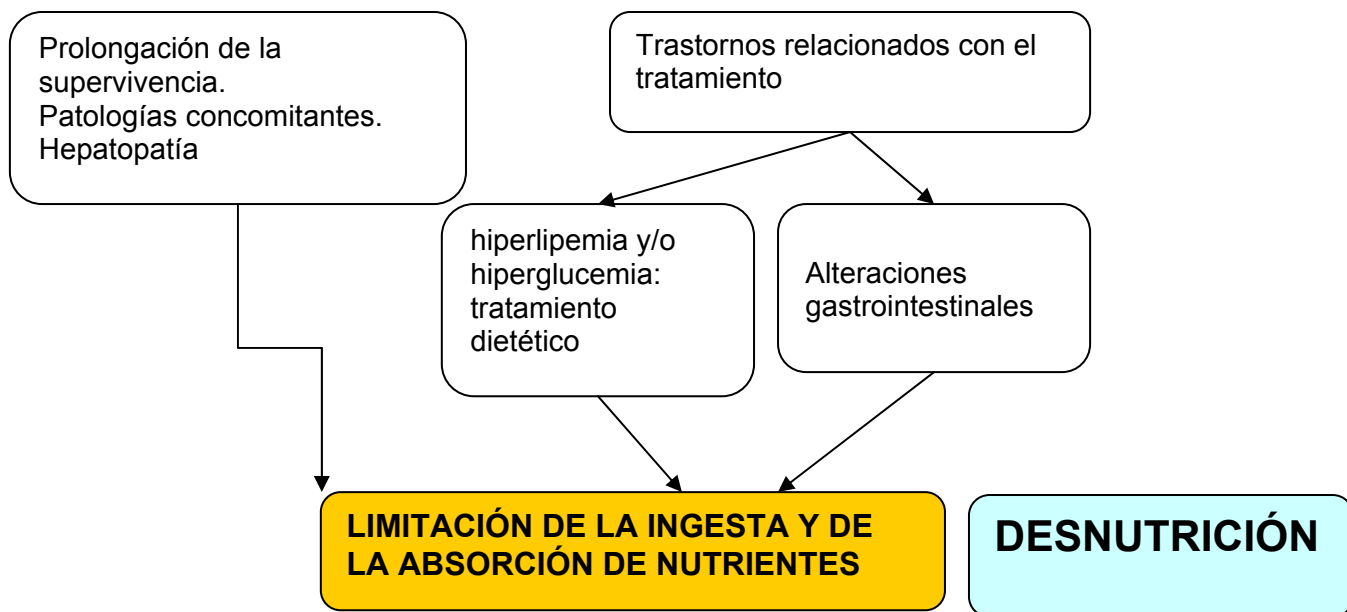 Prolongación de la
supervivencia.
Patologías concomitantes.
Hepatopatía
Trastornos relacionados con el
tratamiento
hiperlipemia y/o
hiperglucemia:
tratamiento
dietético
Alteraciones
gastrointestinales
LIMITACIÓN DE LA INGESTA Y DE
LA ABSORCIÓN DE NUTRIENTES
DESNUTRICIÓN